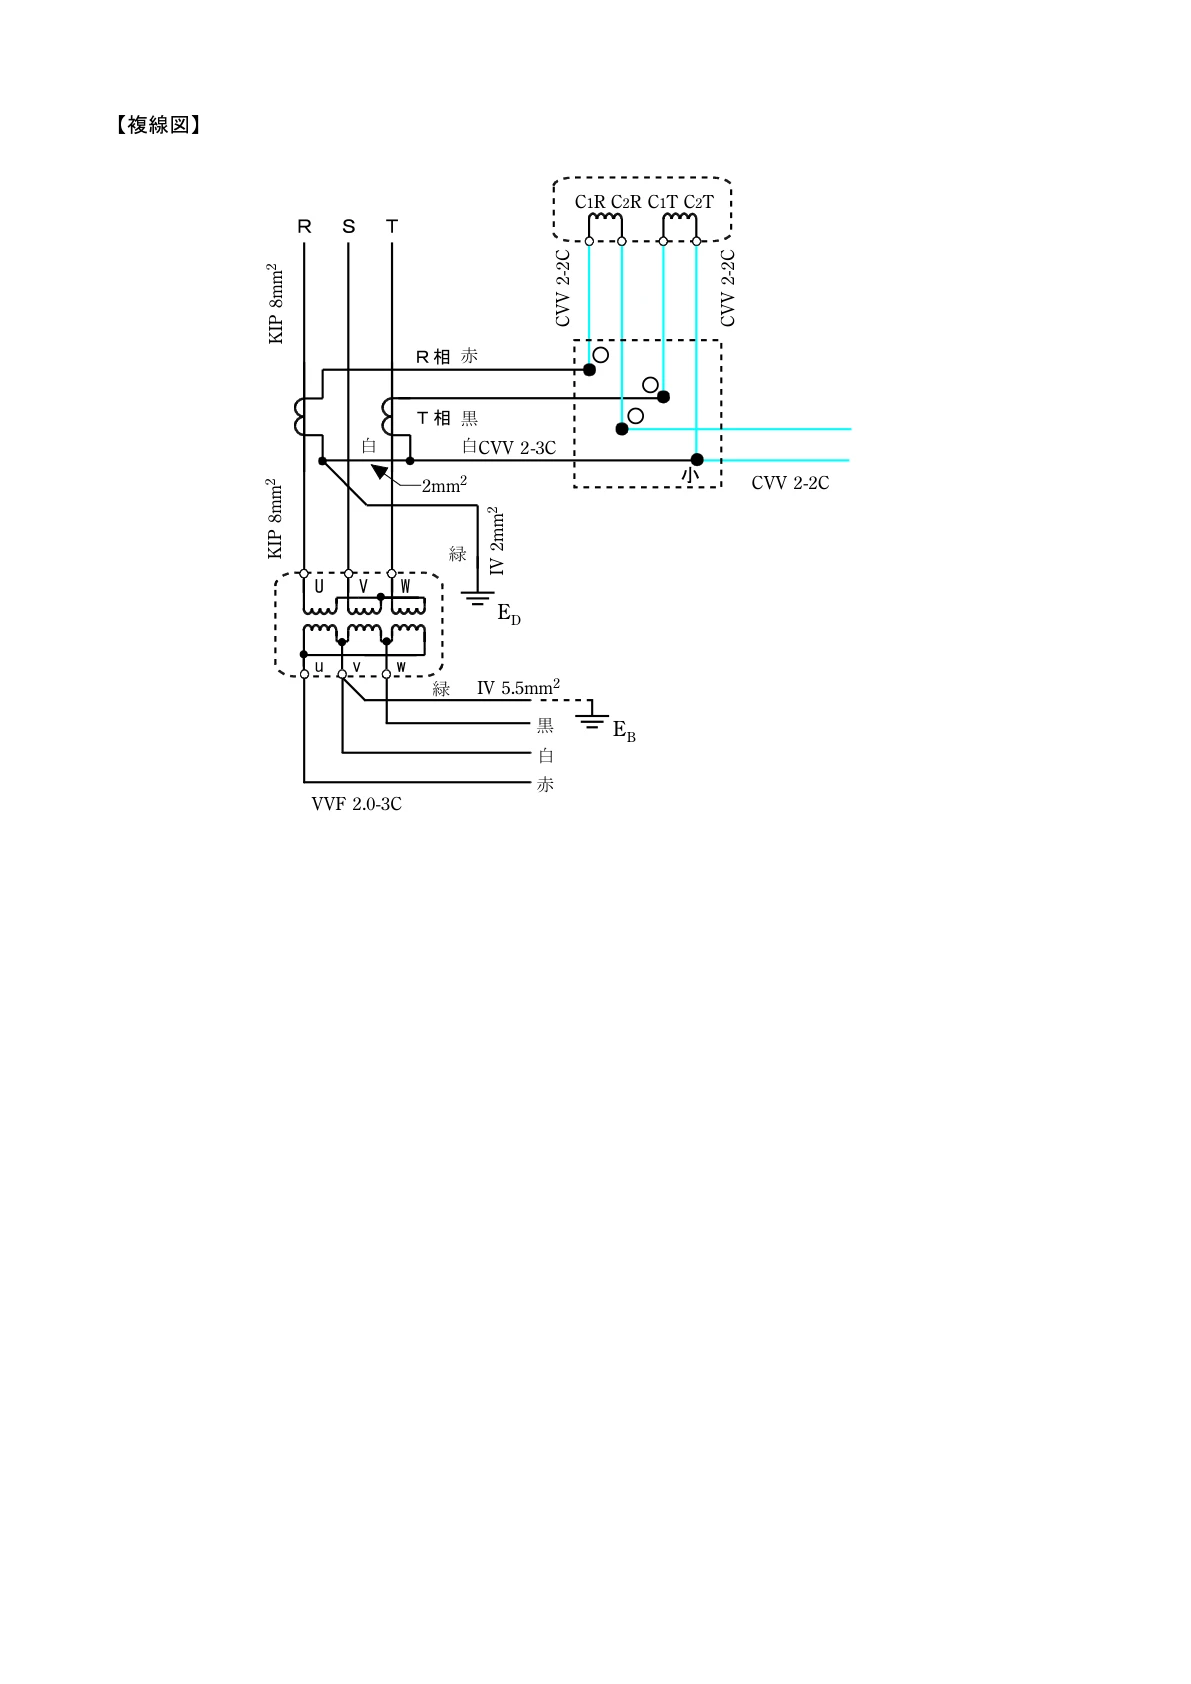 【複線図】
C1R C2R C1T C2T
R S T
KIP 8mm²
CVV 2-2C
CVV 2-2C
R相 赤
T相 黒
白
白CVV 2-3C
小
2mm²
CVV 2-2C
KIP 8mm²
緑
IV 2mm²
U V W
E_D
u v w
緑 IV 5.5mm²
黒
E_B
白
赤
VVF 2.0-3C